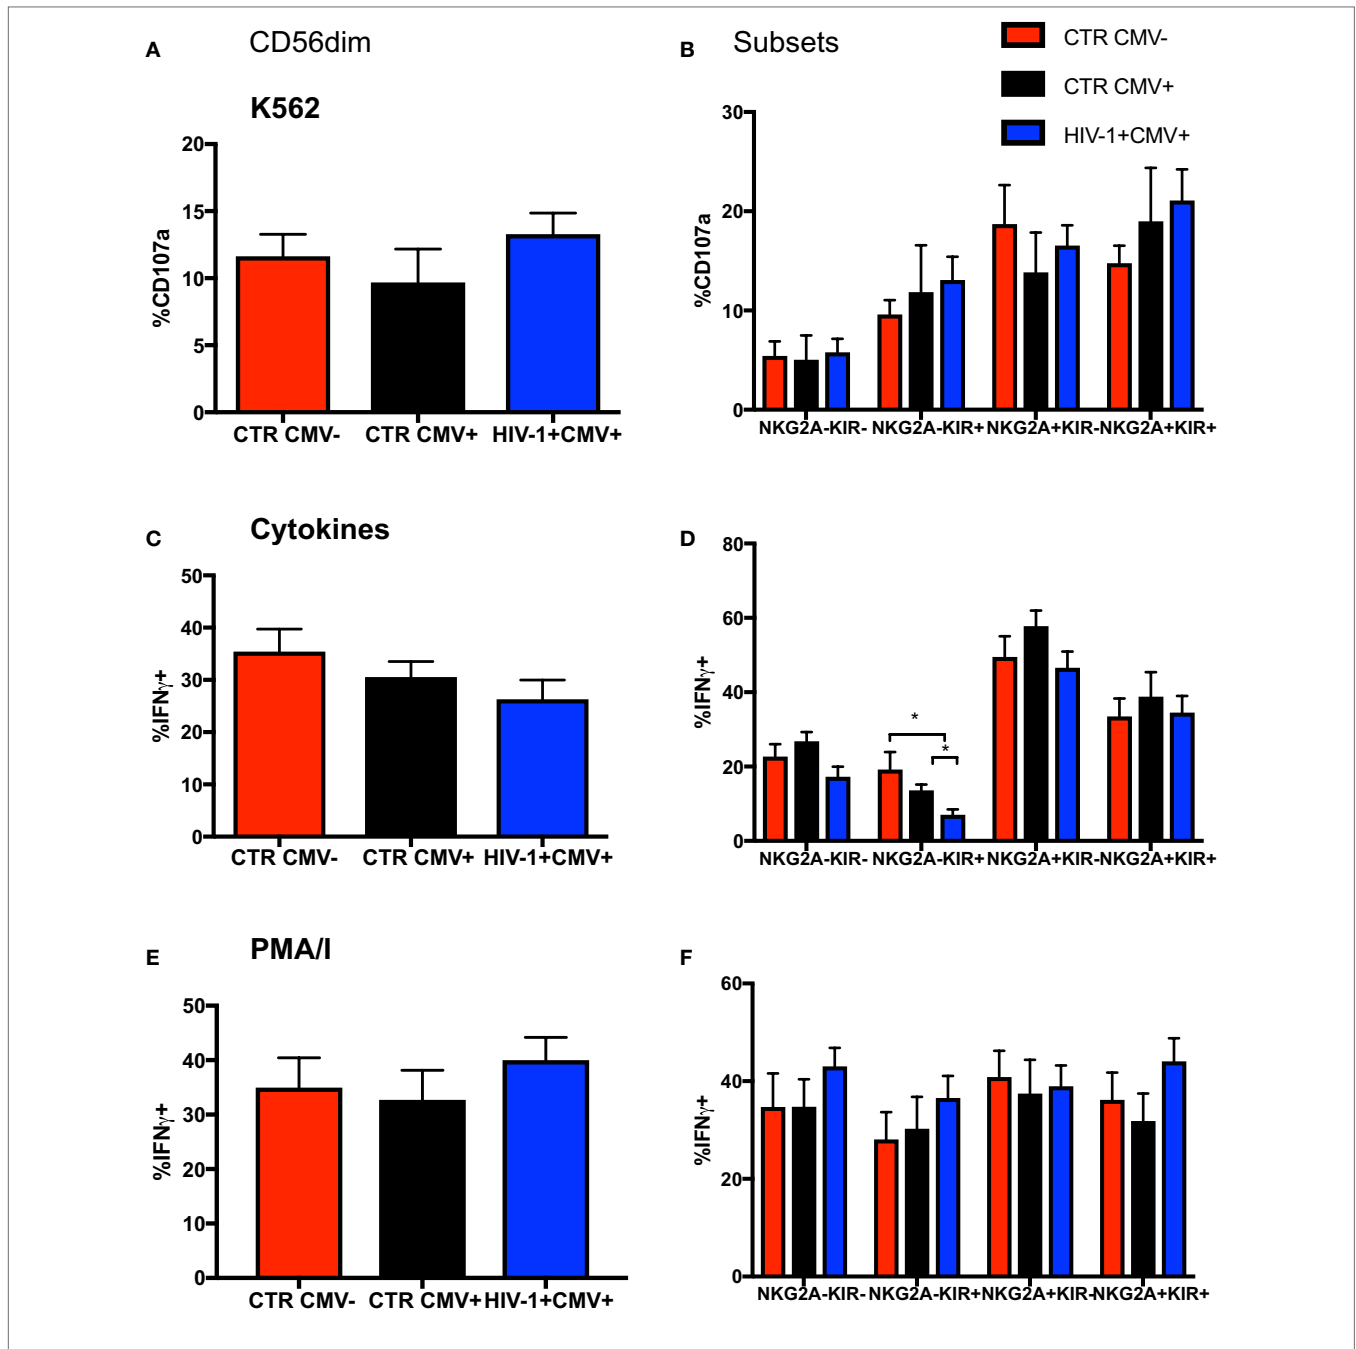 A CD56dim
K562
%CD107a
20
15
10
5
0
CTR CMV- CTR CMV+ HIV-1+CMV+
B Subsets
CTR CMV-
CTR CMV+
HIV-1+CMV+
%CD107a
30
20
10
0
NKG2A-KIR- NKG2A-KIR+ NKG2A+KIR- NKG2A+KIR+
C Cytokines
%IFNγ+
50
40
30
20
10
0
CTR CMV- CTR CMV+ HIV-1+CMV+
D
%IFNγ+
80
60
40
20
0
*
*
NKG2A-KIR- NKG2A-KIR+ NKG2A+KIR- NKG2A+KIR+
E PMA/I
%IFNγ+
50
40
30
20
10
0
CTR CMV- CTR CMV+ HIV-1+CMV+
F
%IFNγ+
60
40
20
0
NKG2A-KIR- NKG2A-KIR+ NKG2A+KIR- NKG2A+KIR+